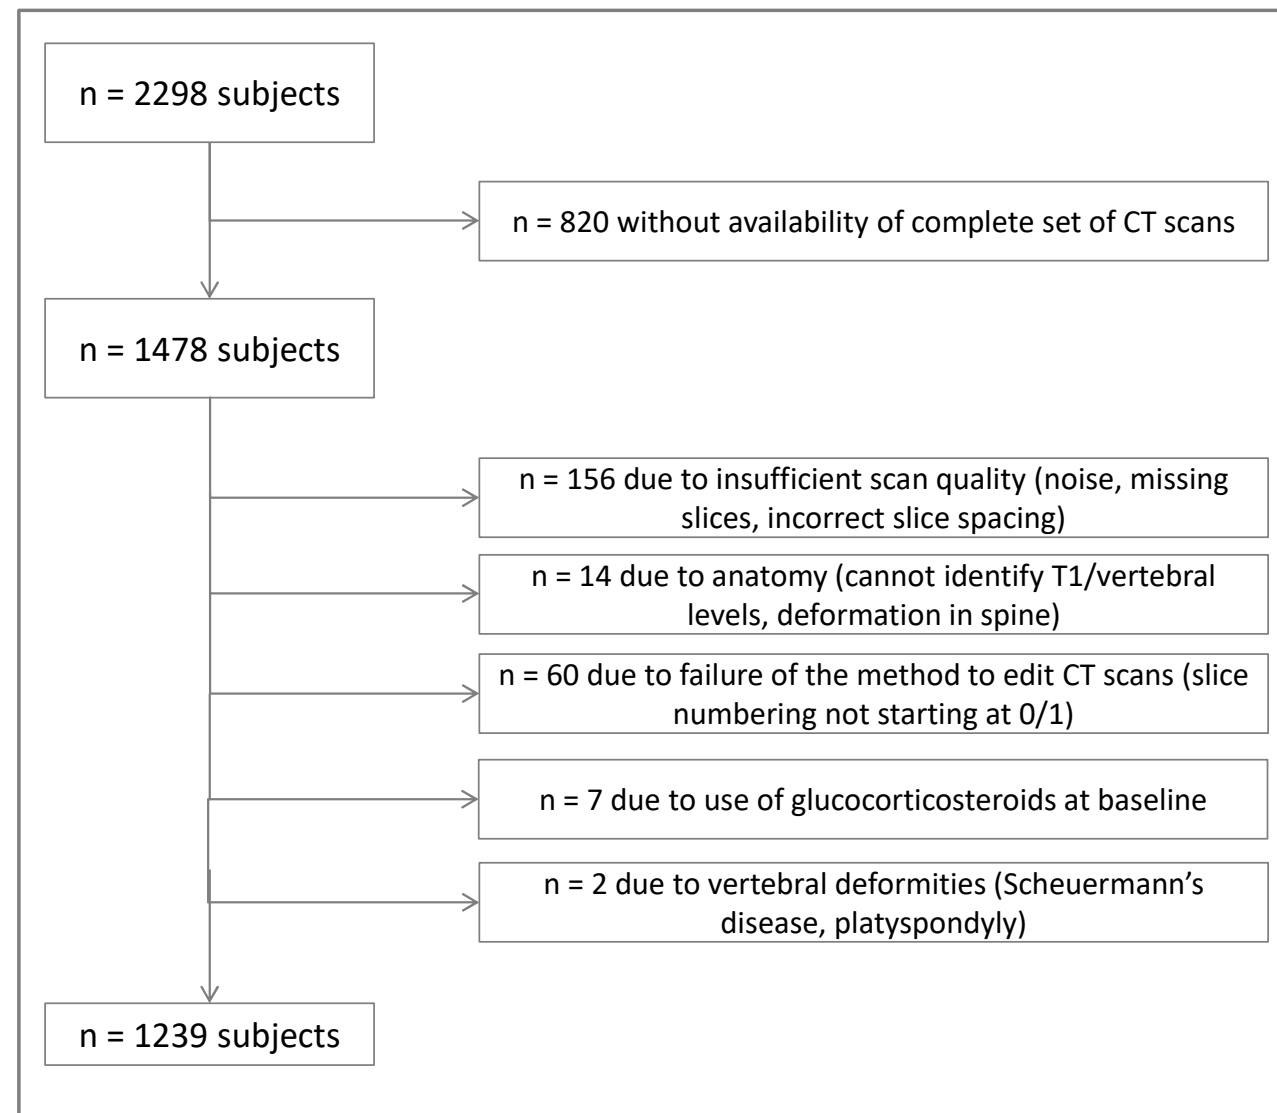 n = 2298 subjects
n = 820 without availability of complete set of CT scans
n = 1478 subjects
n = 156 due to insufficient scan quality (noise, missing
slices, incorrect slice spacing)
n = 14 due to anatomy (cannot identify T1/vertebral
levels, deformation in spine)
n = 60 due to failure of the method to edit CT scans (slice
numbering not starting at 0/1)
n = 7 due to use of glucocorticosteroids at baseline
n = 2 due to vertebral deformities (Scheuermann’s
disease, platyspondyly)
n = 1239 subjects